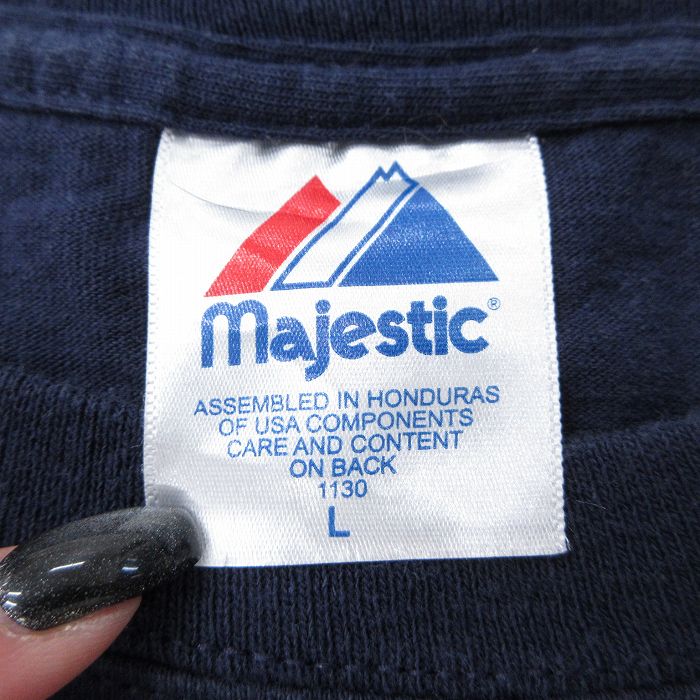 majestic®
ASSEMBLED IN HONDURAS
OF USA COMPONENTS
CARE AND CONTENT
ON BACK
1130
L